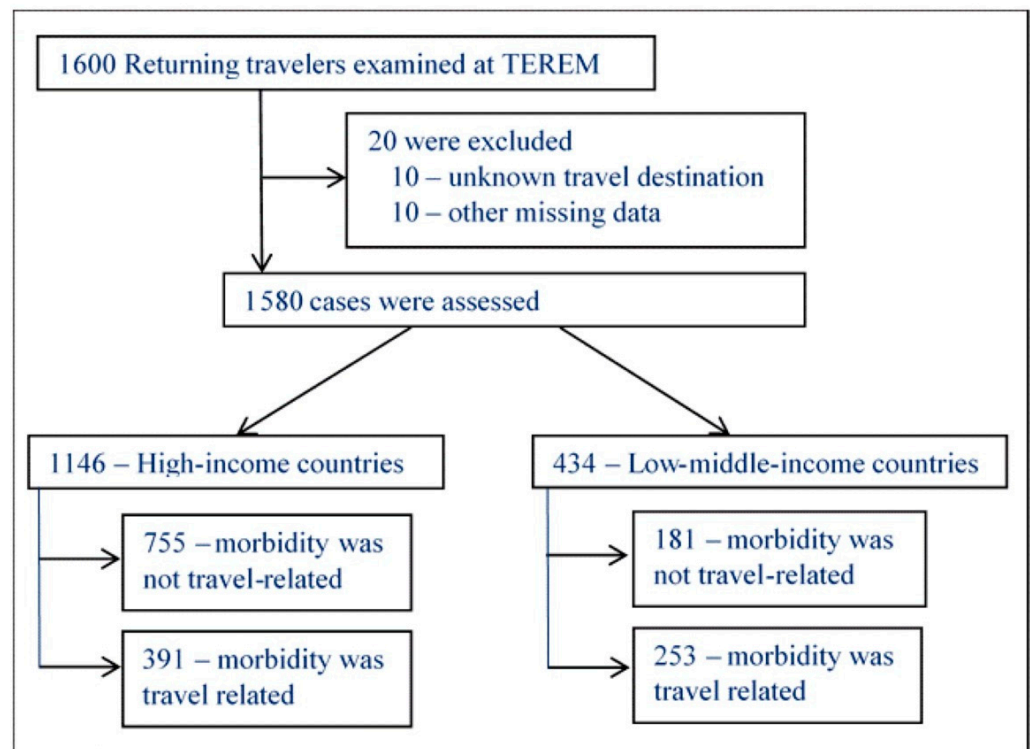 1600 Returning travelers examined at TEREM
20 were excluded
10 – unknown travel destination
10 – other missing data
1580 cases were assessed
1146 – High-income countries
755 – morbidity was
not travel-related
391 – morbidity was
travel related
434 – Low-middle-income countries
181 – morbidity was
not travel-related
253 – morbidity was
travel related